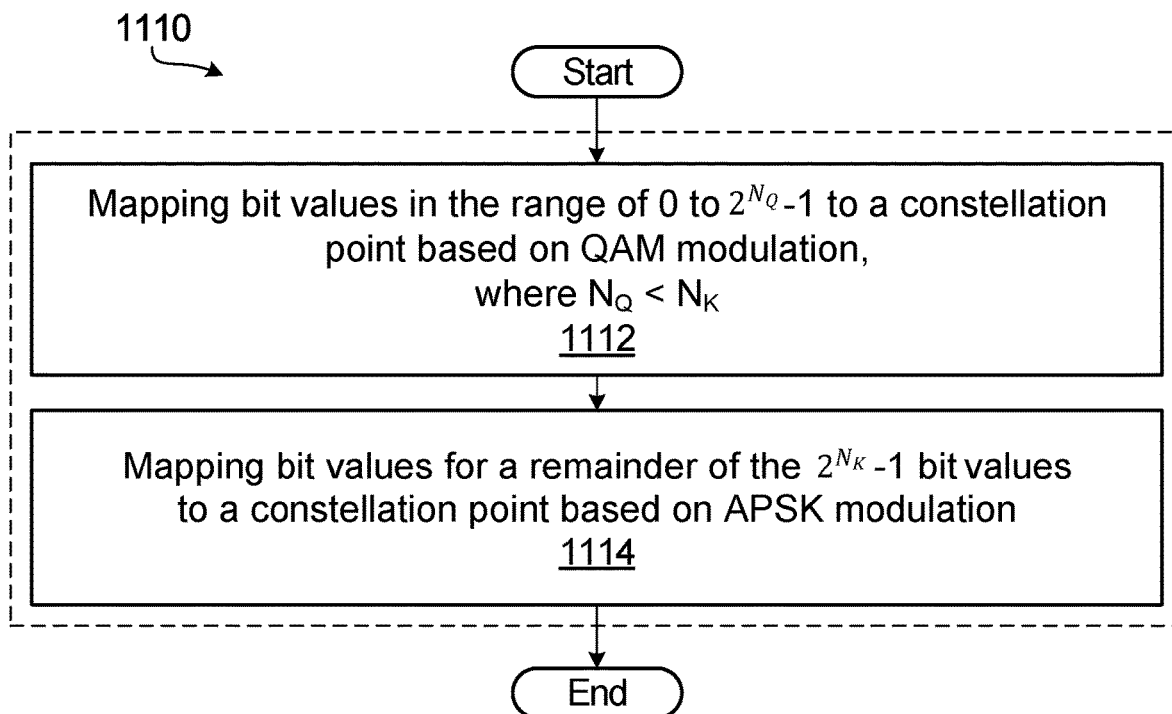 1110
Start
Mapping bit values in the range of 0 to 2^{N_Q}-1 to a constellation
point based on QAM modulation,
where N_Q < N_K
1112
Mapping bit values for a remainder of the 2^{N_K}-1 bit values
to a constellation point based on APSK modulation
1114
End